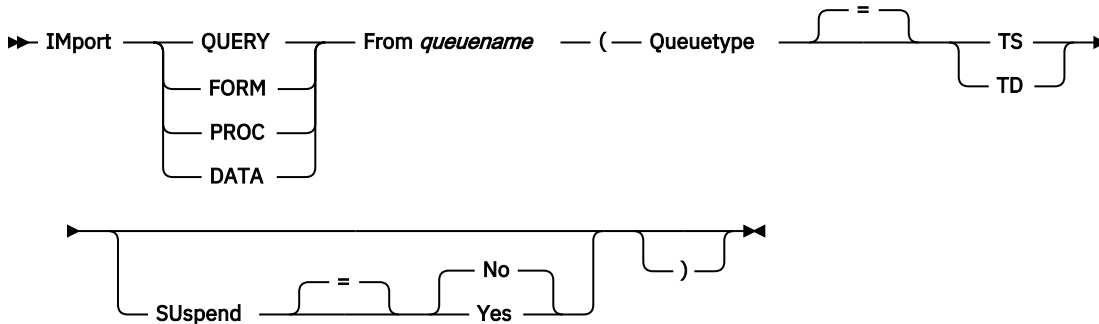 =
IMport QUERY From queuename ( Queuetype TS
FORM TD
PROC
DATA
No )
=
SUspend Yes